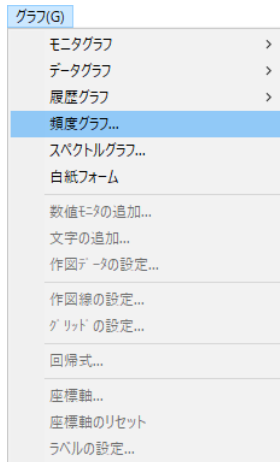 グラフ(G)
モニタグラフ >
データグラフ >
履歴グラフ >
頻度グラフ...
スペクトルグラフ...
白紙フォーム
数値ﾓﾆﾀの追加...
文字の追加...
作図ﾃﾞｰﾀの設定...
作図線の設定...
ｸﾞﾘｯﾄﾞの設定...
回帰式...
座標軸...
座標軸のリセット
ラベルの設定...